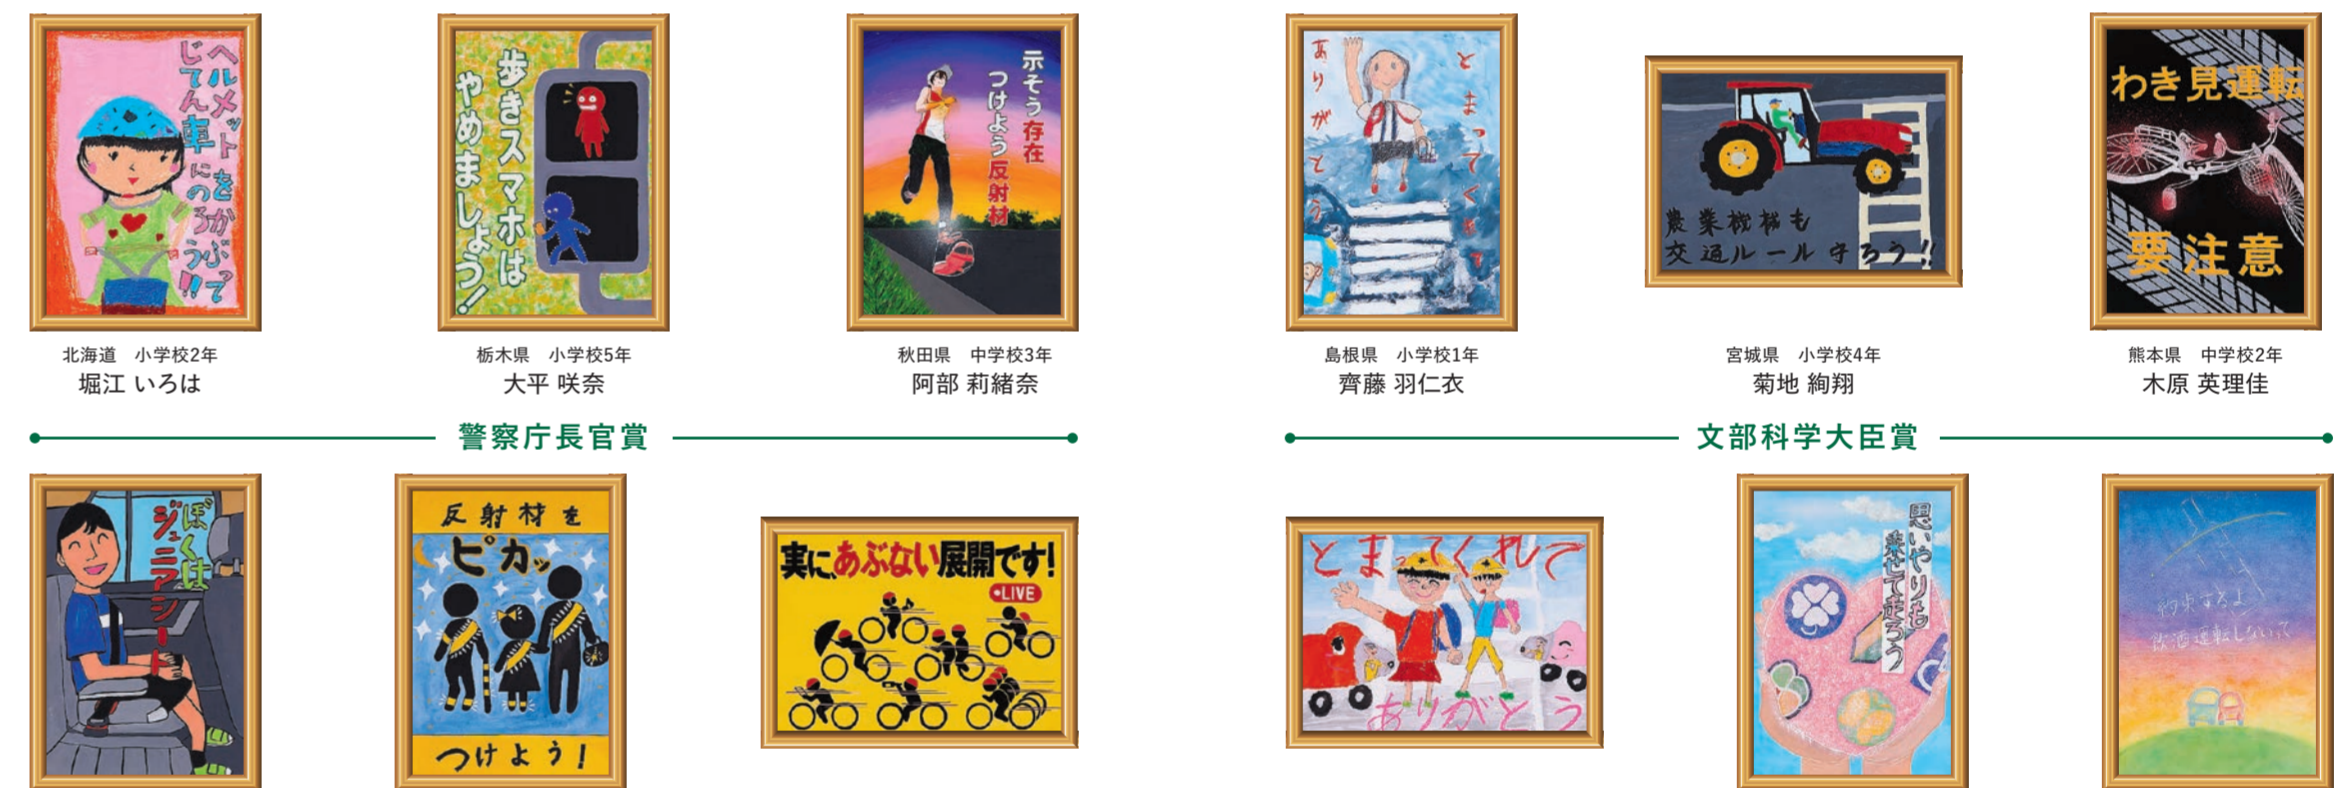 ヘルメットをかぶって
じてん車にのろう!!
歩きスマホは
やめましょう!
示そう存在
つけよう反射材
とまってくれて
ありがとう
農業機械も
交通ルール守ろう!!
わき見運転
要注意
北海道 小学校2年
堀江 いろは
栃木県 小学校5年
大平 咲奈
秋田県 中学校3年
阿部 莉緒奈
島根県 小学校1年
齊藤 羽仁衣
宮城県 小学校4年
菊地 絢翔
熊本県 中学校2年
木原 英理佳
警察庁長官賞
文部科学大臣賞
ぼくは
ジュニアシート
反射材を
ピカッ
つけよう!
実に、あぶない展開です!
•LIVE
とまってくれて
ありがとう
思いやりも
乗せて走ろう
約束するよ
飲酒運転しないって